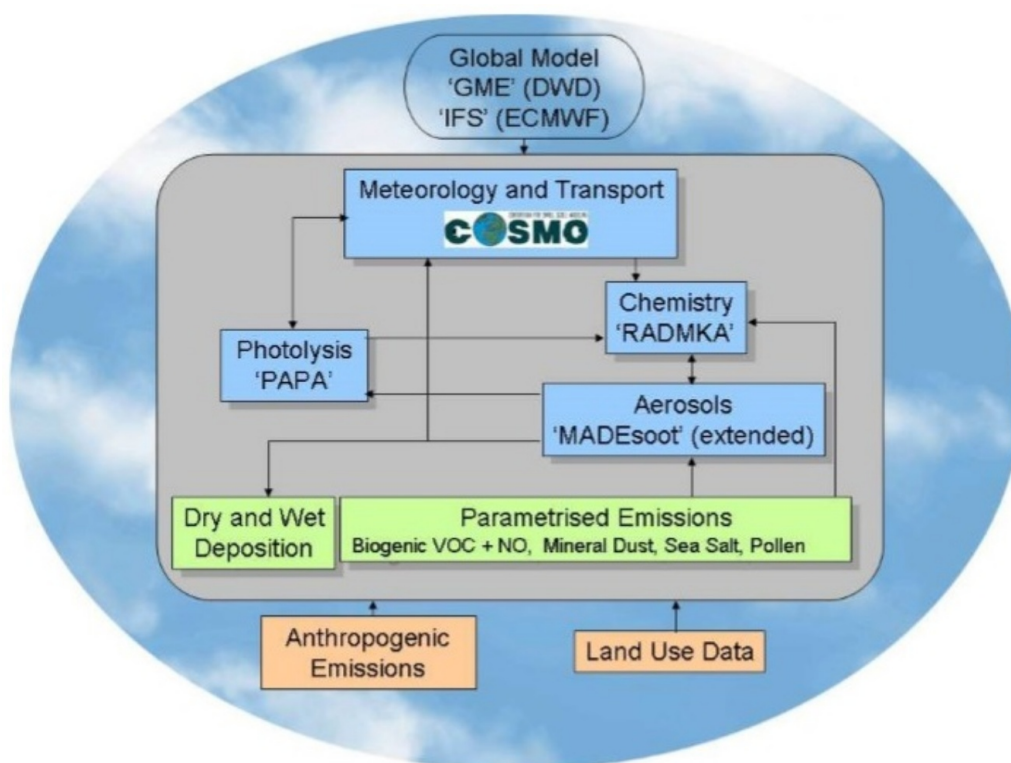 Global Model
‘GME’ (DWD)
‘IFS’ (ECMWF)
Meteorology and Transport
COSMO
Chemistry
‘RADMKA’
Photolysis
‘PAPA’
Aerosols
‘MADEsoot’ (extended)
Dry and Wet
Deposition
Parametrised Emissions
Biogenic VOC + NO, Mineral Dust, Sea Salt, Pollen
Anthropogenic
Emissions
Land Use Data